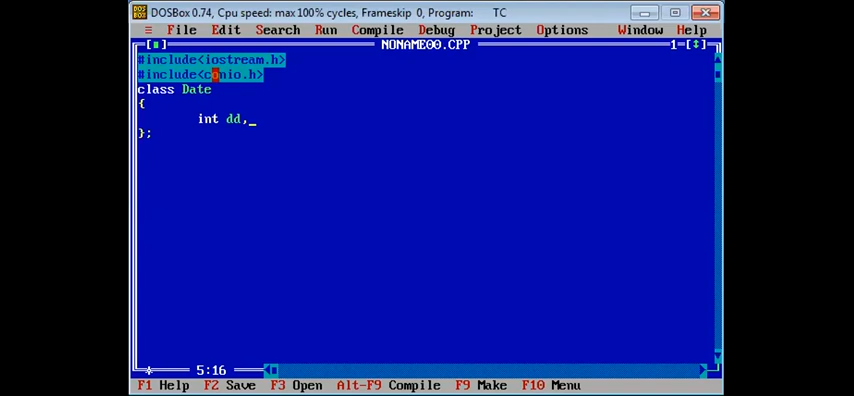 DOSBox 0.74, Cpu speed: max 100% cycles, Frameskip 0, Program: TC
≡ File Edit Search Run Compile Debug Project Options Window Help
[■] NONAME00.CPP 1=[↕]
#include<iostream.h>
#include<conio.h>
class Date
{
int dd,_
};
* 5:16
F1 Help F2 Save F3 Open Alt-F9 Compile F9 Make F10 Menu